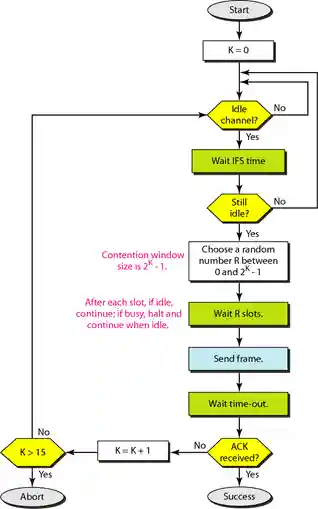 Start
K = 0
Idle
channel?
No
Yes
Wait IFS time
Still
idle?
No
Yes
Contention window
size is 2^K - 1.
Choose a random
number R between
0 and 2^K - 1
After each slot, if idle,
continue; if busy, halt and
continue when idle.
Wait R slots.
Send frame.
Wait time-out.
No
K > 15
K = K + 1
No
ACK
received?
Yes
Yes
Abort
Success